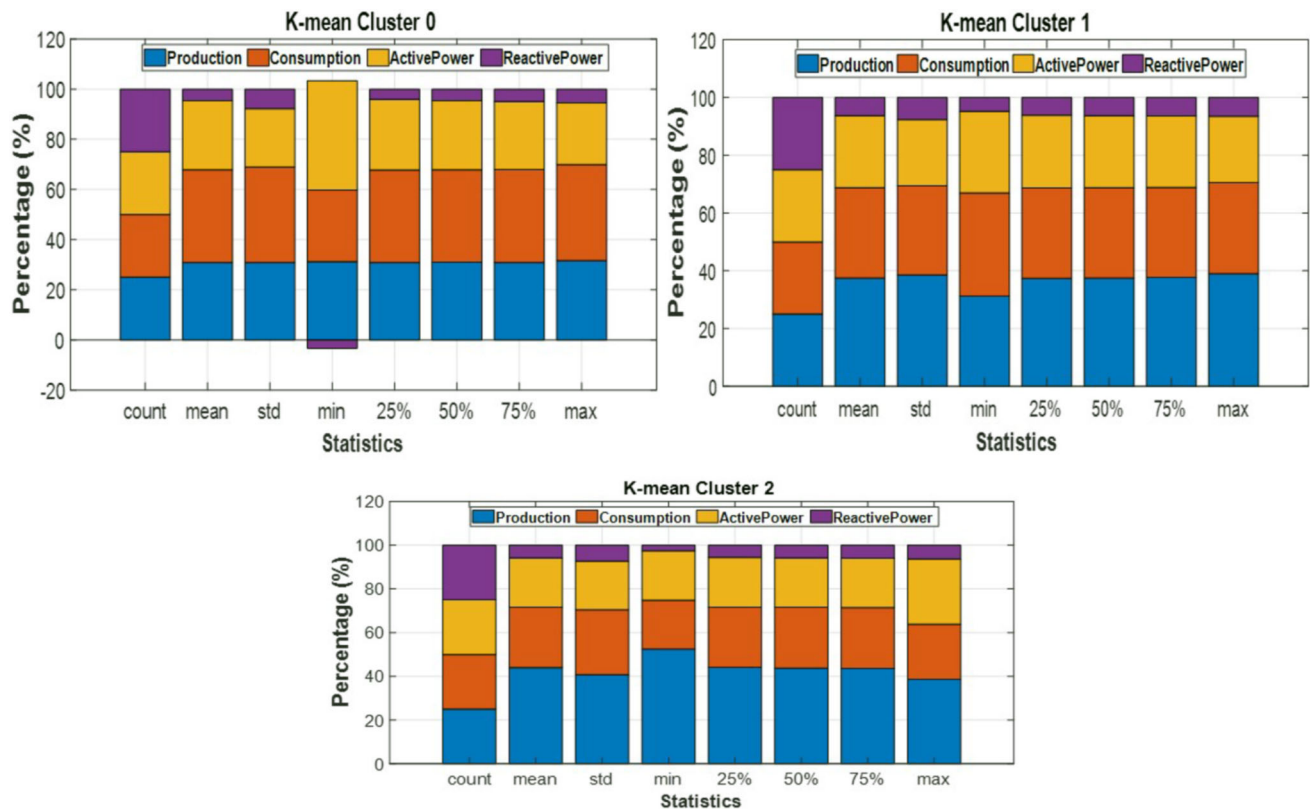 K-mean Cluster 0
Production Consumption ActivePower ReactivePower
Percentage (%)
120
100
80
60
40
20
0
-20
count mean std min 25% 50% 75% max
Statistics
K-mean Cluster 1
Production Consumption ActivePower ReactivePower
Percentage (%)
120
100
80
60
40
20
0
count mean std min 25% 50% 75% max
Statistics
K-mean Cluster 2
Production Consumption ActivePower ReactivePower
Percentage (%)
120
100
80
60
40
20
0
count mean std min 25% 50% 75% max
Statistics